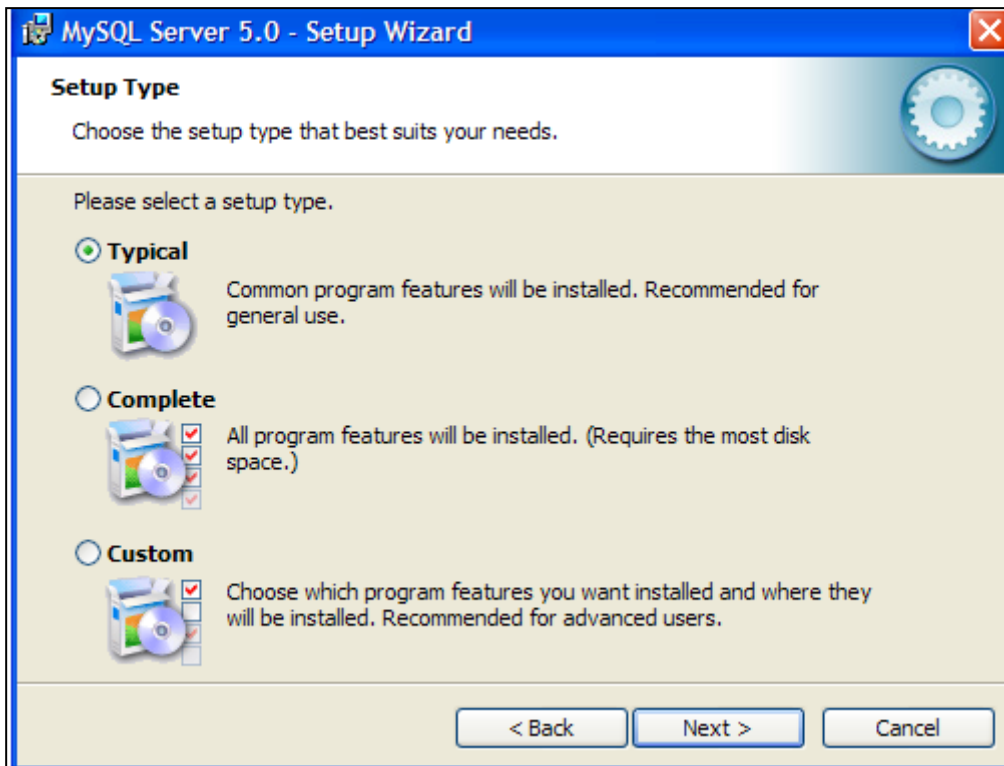 MySQL Server 5.0 - Setup Wizard
Setup Type
Choose the setup type that best suits your needs.
Please select a setup type.
Typical
Common program features will be installed. Recommended for
general use.
Complete
All program features will be installed. (Requires the most disk
space.)
Custom
Choose which program features you want installed and where they
will be installed. Recommended for advanced users.
< Back Next > Cancel